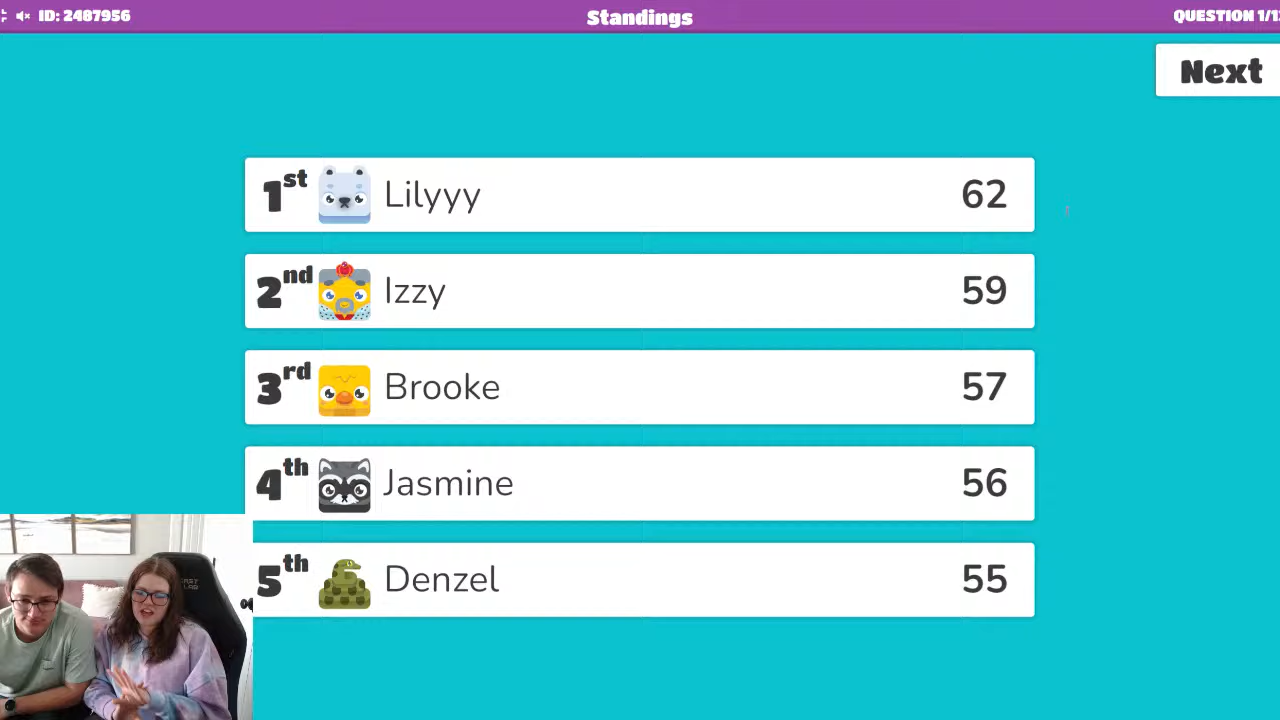 ID: 2487956
Standings
QUESTION 1/1
Next
1st Lilyyy 62
2nd Izzy 59
3rd Brooke 57
4th Jasmine 56
5th Denzel 55